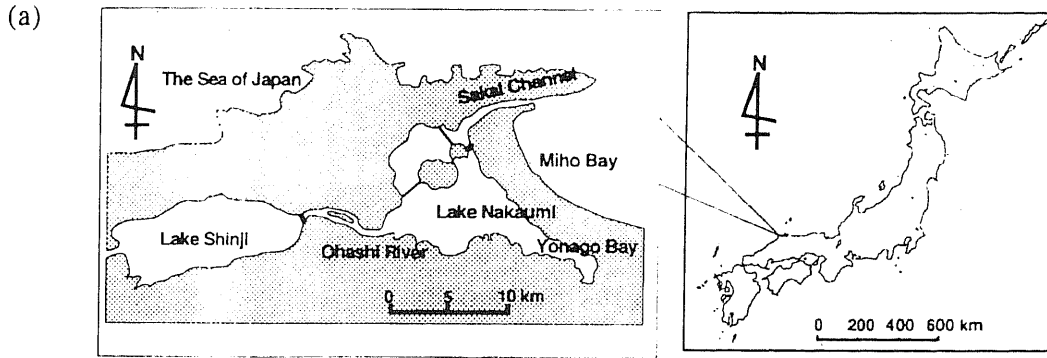 (a)
N
The Sea of Japan
Sakai Channel
Miho Bay
Lake Nakaumi
Lake Shinji
Ohashi River
Yonago Bay
0 5 10 km
N
0 200 400 600 km